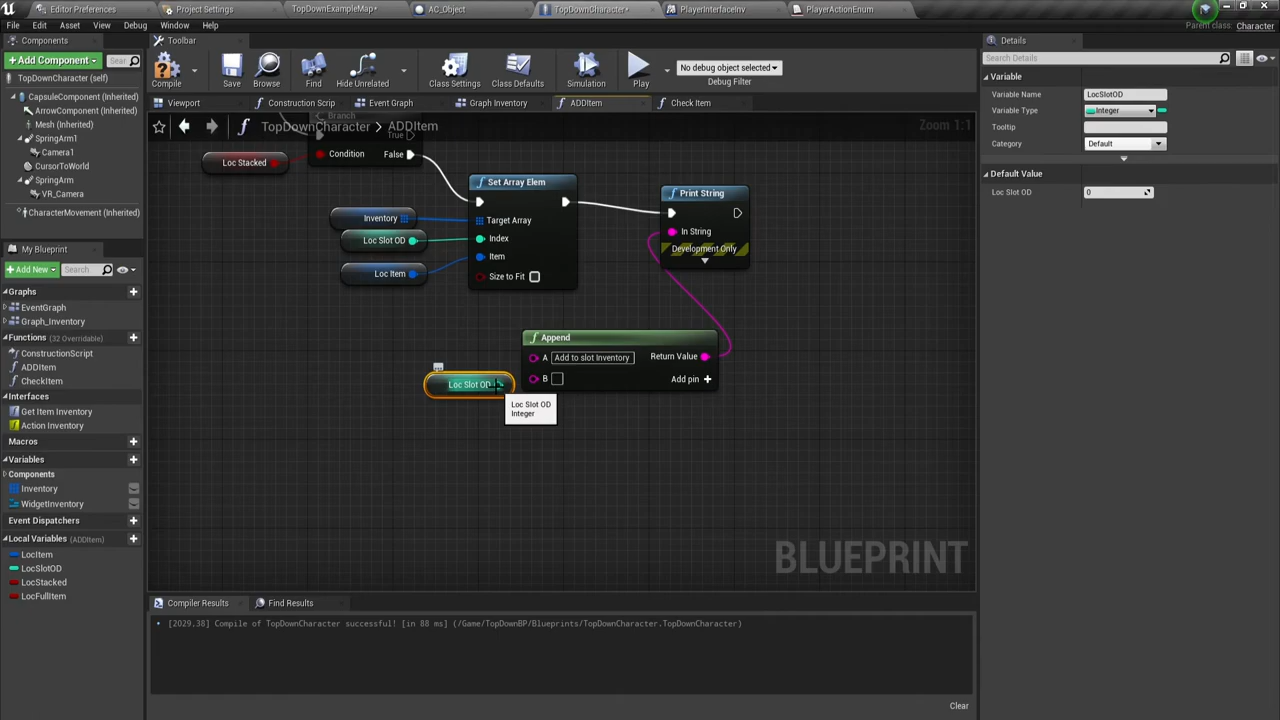 Editor Preferences
Project Settings
TopDownExampleMap*
AC_Object
TopDownCharacter*
PlayerInterfaceInv
PlayerActionEnum
File Edit Asset View Debug Window Help
Parent class: Character
Components
Toolbar
Details
+ Add Component
Sear
TopDownCharacter (self)
CapsuleComponent (Inherited)
ArrowComponent (Inherited)
Mesh (Inherited)
SpringArm1
Camera1
CursorToWorld
SpringArm
VR_Camera
CharacterMovement (Inherited)
Compile
Save
Browse
Find
Hide Unrelated
Class Settings
Class Defaults
Simulation
Play
No debug object selected
Debug Filter
Viewport
Construction Scrip
Event Graph
Graph Inventory
ADDItem
Check Item
TopDownCharacter > ADDItem
Zoom 1:1
Branch
True
Loc Stacked
Condition
False
Set Array Elem
Inventory
Target Array
Loc Slot OD
Index
Loc Item
Item
Size to Fit
Print String
In String
Development Only
Append
A Add to slot Inventory
Return Value
B
Add pin +
Loc Slot OD
Loc Slot OD
Integer
BLUEPRINT
My Blueprint
+ Add New
Search
Graphs
EventGraph
Graph_Inventory
Functions (32 Overridable)
ConstructionScript
ADDItem
CheckItem
Interfaces
Get Item Inventory
Action Inventory
Macros
Variables
Components
Inventory
WidgetInventory
Event Dispatchers
Local Variables (ADDItem)
LocItem
LocSlotOD
LocStacked
LocFullItem
Compiler Results
Find Results
[2029.38] Compile of TopDownCharacter successful! [in 88 ms] (/Game/TopDownBP/Blueprints/TopDownCharacter.TopDownCharacter)
Clear
Search Details
Variable
Variable Name LocSlotOD
Variable Type Integer
Tooltip
Category Default
Default Value
Loc Slot OD 0